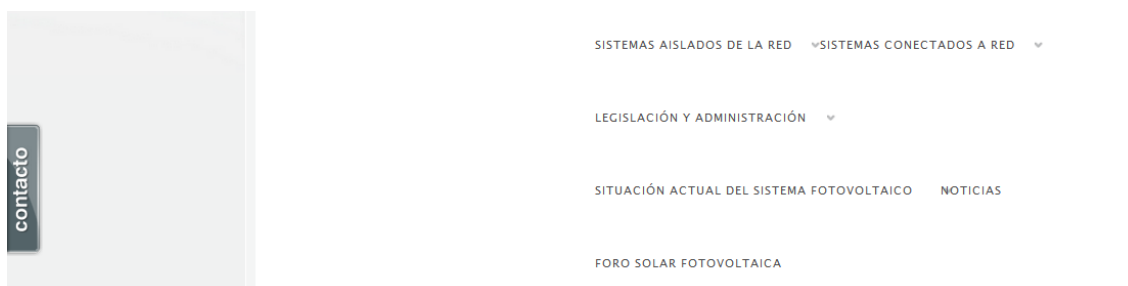 SISTEMAS AISLADOS DE LA RED SISTEMAS CONECTADOS A RED
LEGISLACIÓN Y ADMINISTRACIÓN
contacto
SITUACIÓN ACTUAL DEL SISTEMA FOTOVOLTAICO NOTICIAS
FORO SOLAR FOTOVOLTAICA